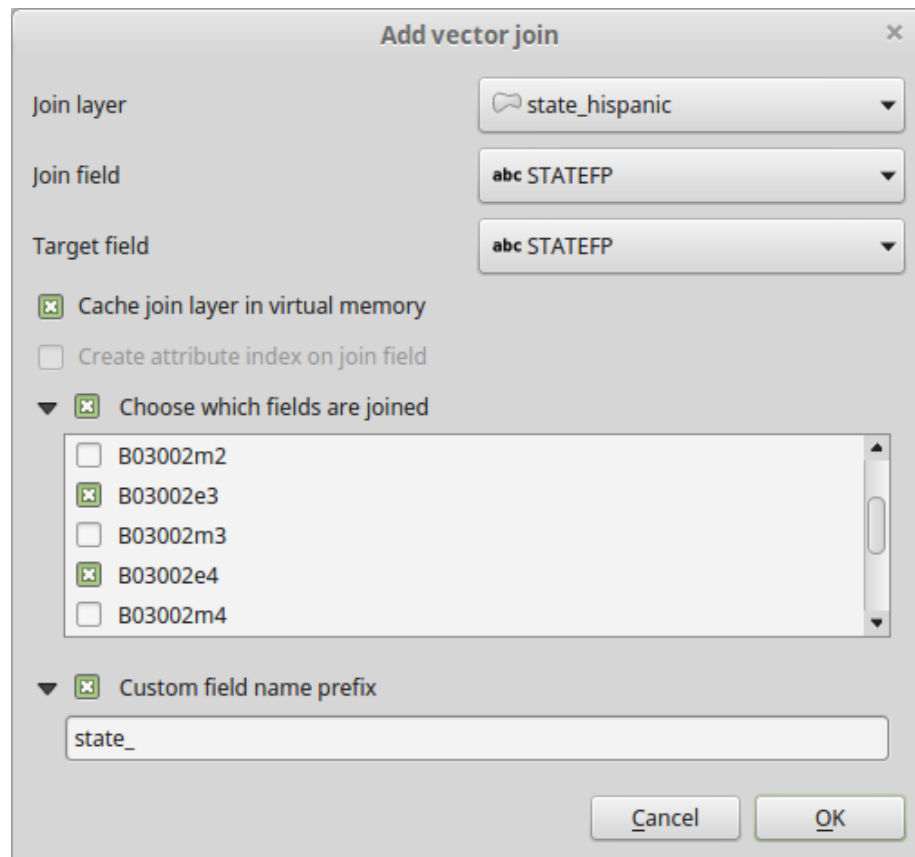 Add vector join
Join layer
state_hispanic
Join field
abc STATEFP
Target field
abc STATEFP
Cache join layer in virtual memory
Create attribute index on join field
Choose which fields are joined
B03002m2
B03002e3
B03002m3
B03002e4
B03002m4
Custom field name prefix
state_
Cancel
OK